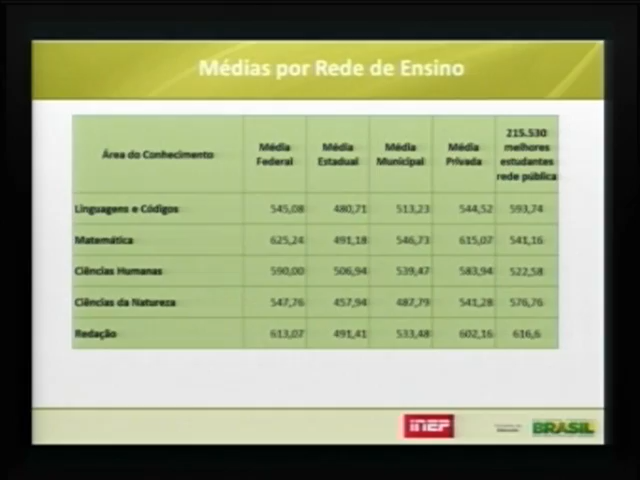 Médias por Rede de Ensino
Área do Conhecimento Média Federal Média Estadual Média Municipal Média Privada 215.530 melhores estudantes rede pública
Linguagens e Códigos 545,08 480,71 513,23 544,52 593,74
Matemática 625,24 491,18 546,73 615,07 541,16
Ciências Humanas 590,00 506,94 539,47 583,94 522,58
Ciências da Natureza 547,76 457,94 487,79 541,28 576,76
Redação 613,07 491,41 533,48 602,16 616,6
INEP
BRASIL